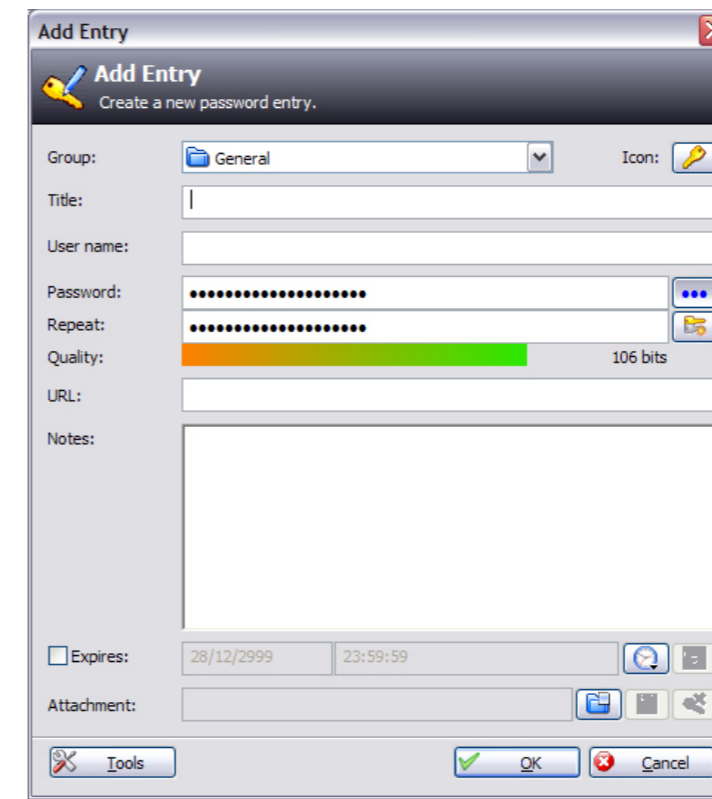 Add Entry
Add Entry
Create a new password entry.
Group: General Icon:
Title:
User name:
Password: ••••••••••••••••••••
Repeat: ••••••••••••••••••••
Quality: 106 bits
URL:
Notes:
Expires: 28/12/2999 23:59:59
Attachment:
Tools OK Cancel